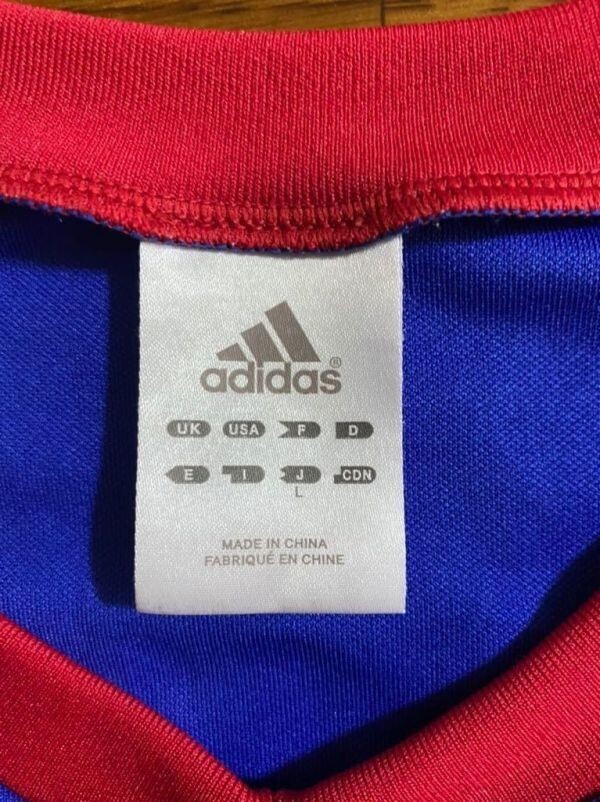 adidas®
UK USA F D
E I J CDN
L
MADE IN CHINA
FABRIQUÉ EN CHINE